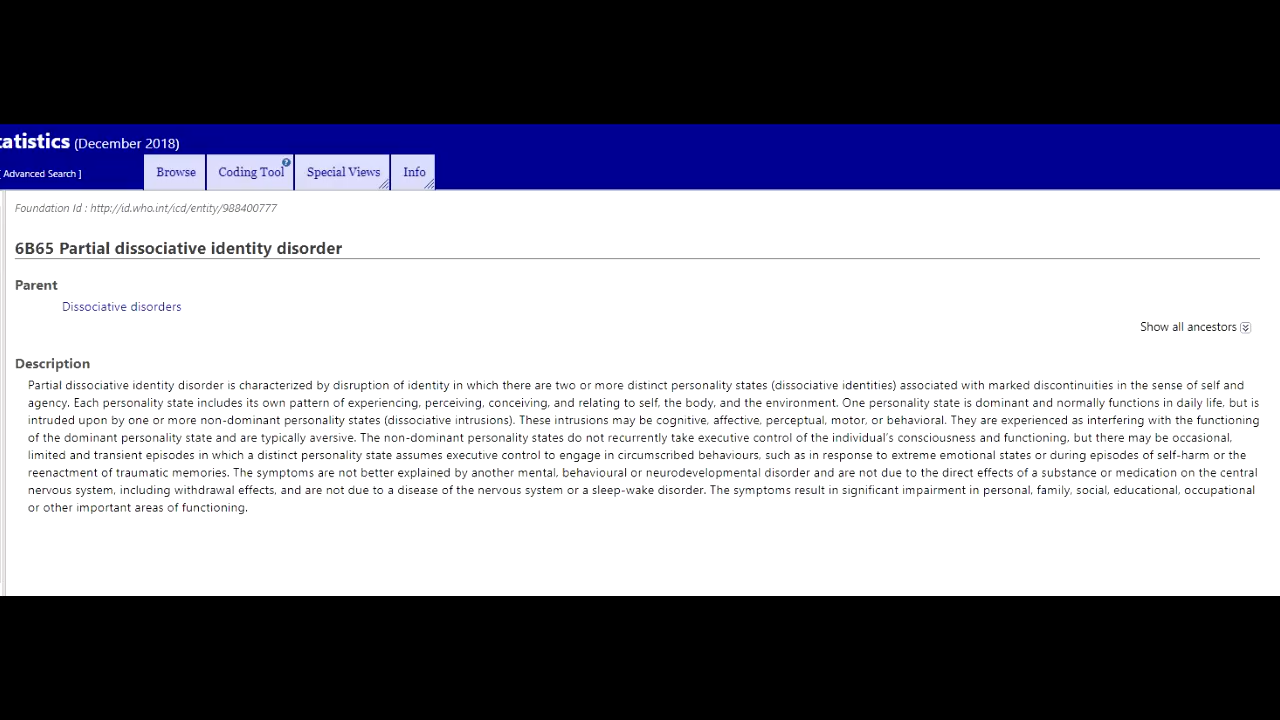 atistics (December 2018)
[ Advanced Search ]
Browse
Coding Tool
?
Special Views
Info
Foundation Id : http://id.who.int/icd/entity/988400777
6B65 Partial dissociative identity disorder
Parent
Dissociative disorders
Show all ancestors
Description
Partial dissociative identity disorder is characterized by disruption of identity in which there are two or more distinct personality states (dissociative identities) associated with marked discontinuities in the sense of self and
agency. Each personality state includes its own pattern of experiencing, perceiving, conceiving, and relating to self, the body, and the environment. One personality state is dominant and normally functions in daily life, but is
intruded upon by one or more non-dominant personality states (dissociative intrusions). These intrusions may be cognitive, affective, perceptual, motor, or behavioral. They are experienced as interfering with the functioning
of the dominant personality state and are typically aversive. The non-dominant personality states do not recurrently take executive control of the individual's consciousness and functioning, but there may be occasional,
limited and transient episodes in which a distinct personality state assumes executive control to engage in circumscribed behaviours, such as in response to extreme emotional states or during episodes of self-harm or the
reenactment of traumatic memories. The symptoms are not better explained by another mental, behavioural or neurodevelopmental disorder and are not due to the direct effects of a substance or medication on the central
nervous system, including withdrawal effects, and are not due to a disease of the nervous system or a sleep-wake disorder. The symptoms result in significant impairment in personal, family, social, educational, occupational
or other important areas of functioning.